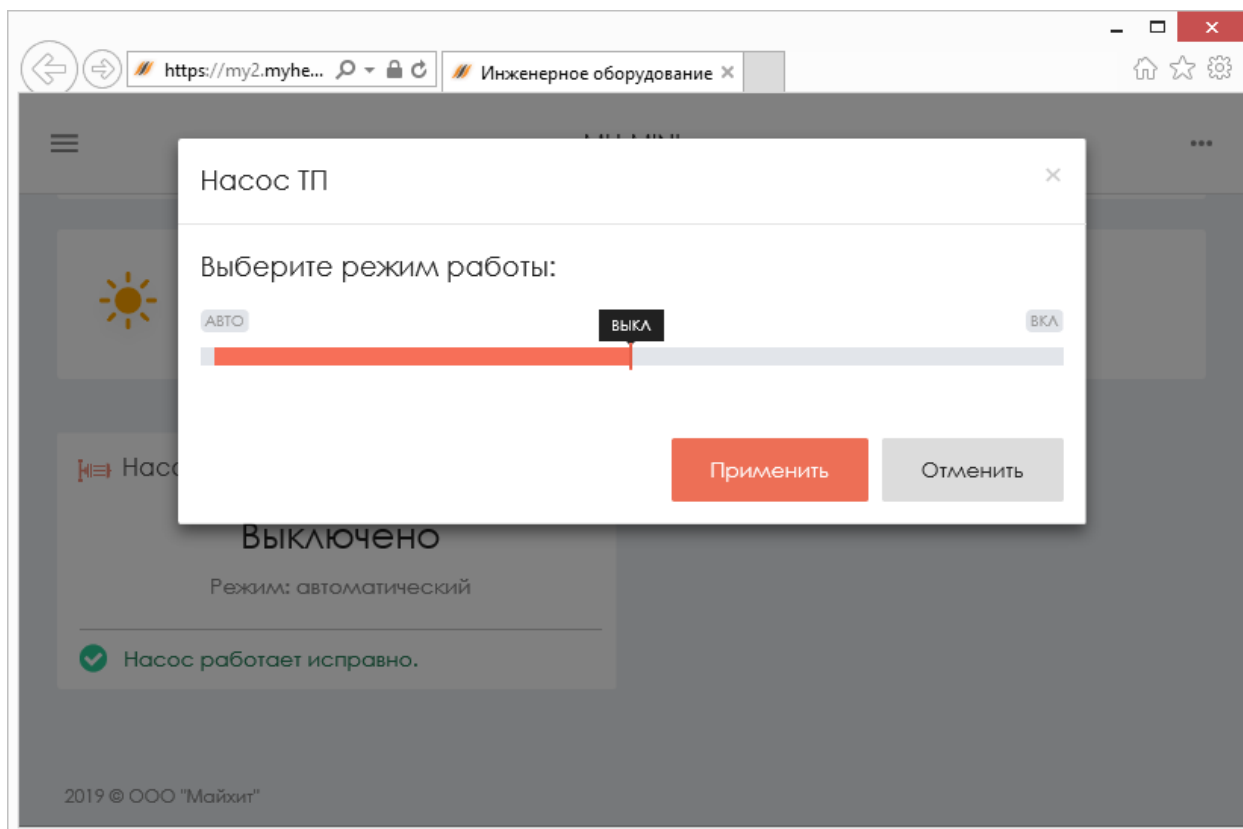 https://my2.myhe...
Инженерное оборудование
Насос ТП
Выберите режим работы:
АВТО
ВЫКЛ
ВКЛ
Применить
Отменить
Выключено
Режим: автоматический
Насос работает исправно.
2019 © ООО "Майхит"